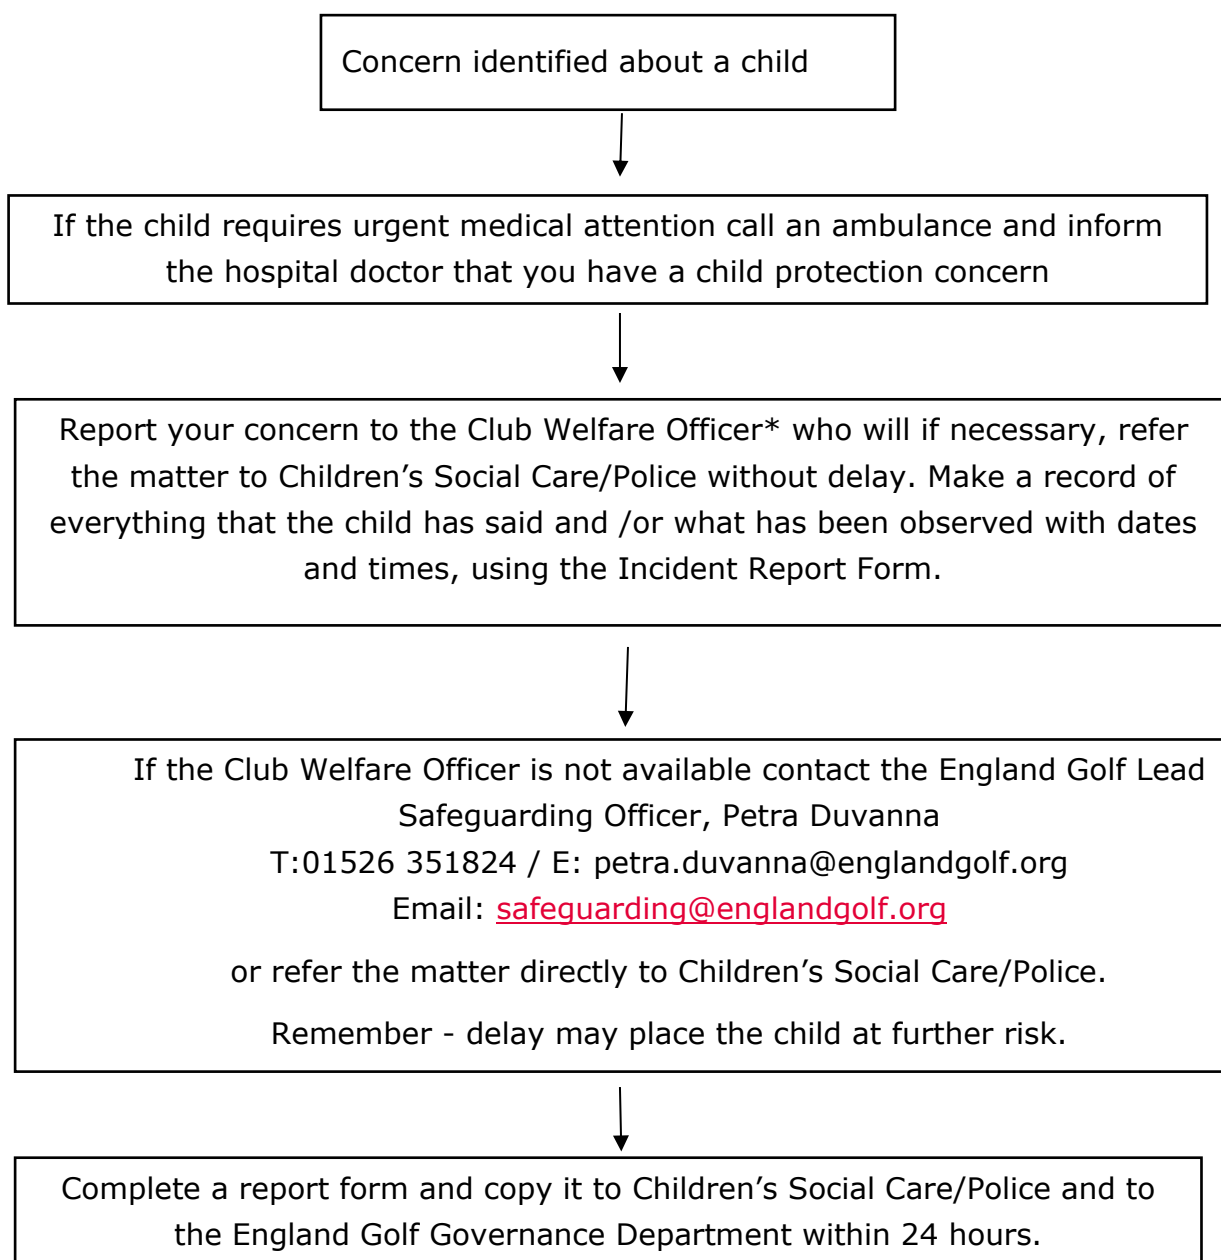 Concern identified about a child
If the child requires urgent medical attention call an ambulance and inform
the hospital doctor that you have a child protection concern
Report your concern to the Club Welfare Officer* who will if necessary, refer
the matter to Children’s Social Care/Police without delay. Make a record of
everything that the child has said and /or what has been observed with dates
and times, using the Incident Report Form.
If the Club Welfare Officer is not available contact the England Golf Lead
Safeguarding Officer, Petra Duvanna
T:01526 351824 / E: petra.duvanna@englandgolf.org
Email: safeguarding@englandgolf.org
or refer the matter directly to Children’s Social Care/Police.
Remember - delay may place the child at further risk.
Complete a report form and copy it to Children’s Social Care/Police and to
the England Golf Governance Department within 24 hours.